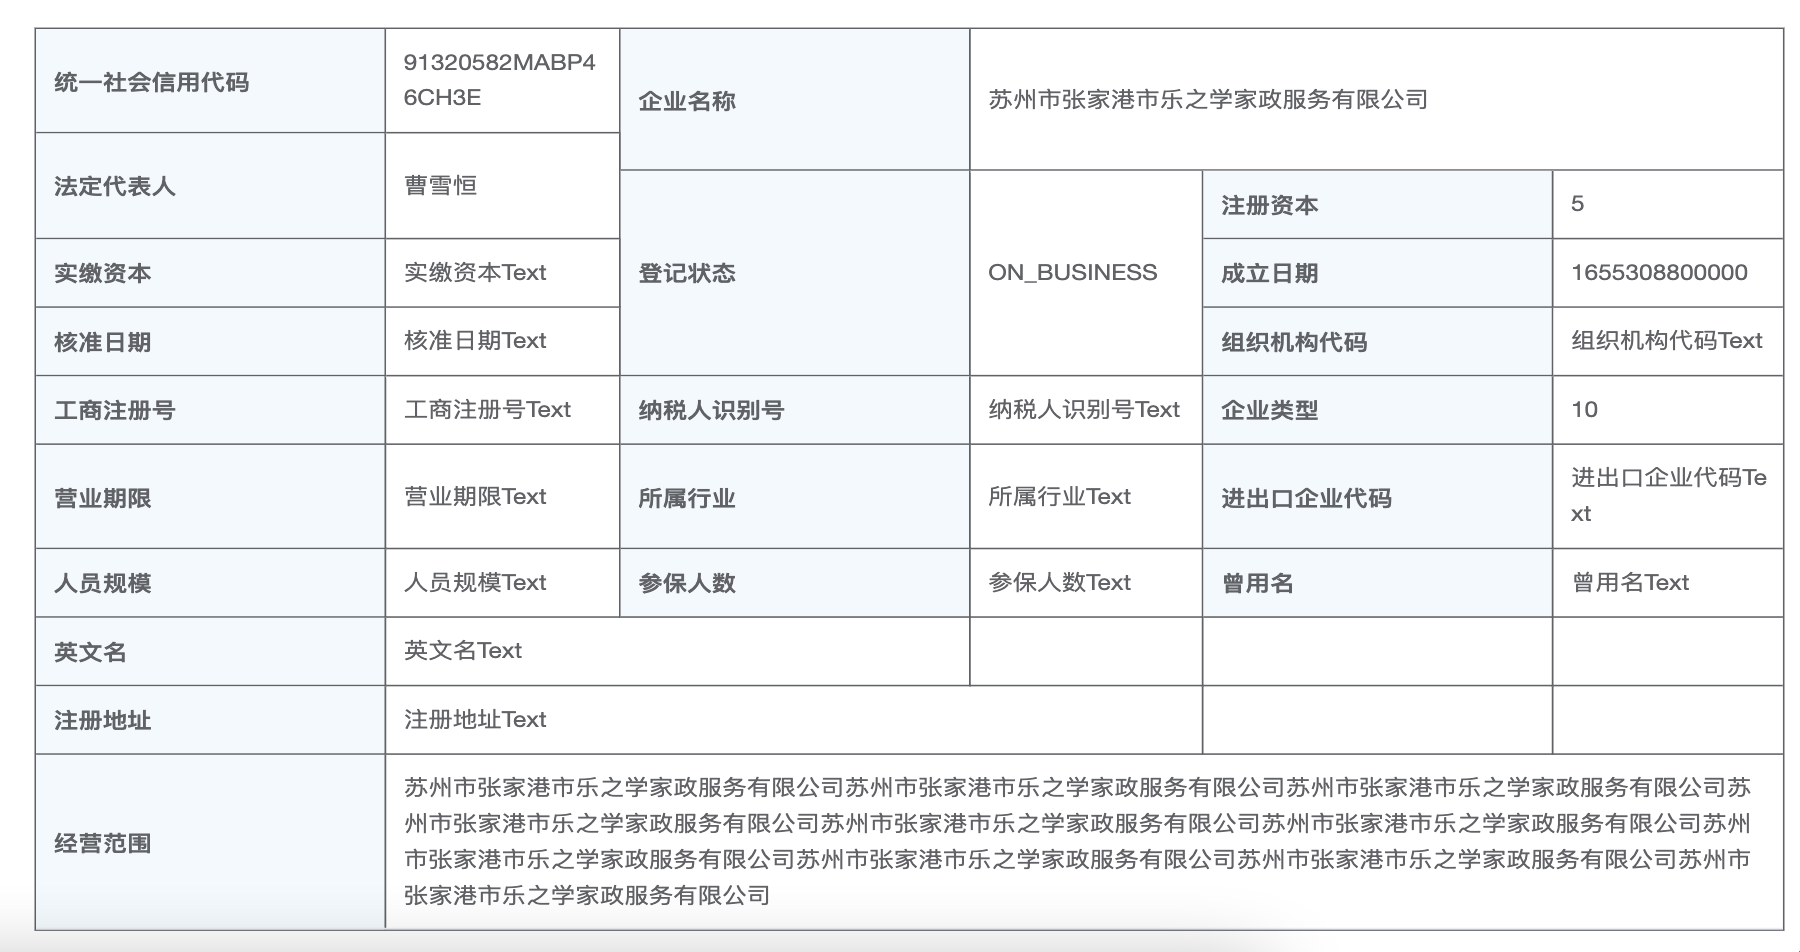 统一社会信用代码
91320582MABP4
6CH3E
企业名称
苏州市张家港市乐之学家政服务有限公司
法定代表人
曹雪恒
登记状态
ON_BUSINESS
注册资本
5
实缴资本
实缴资本Text
成立日期
1655308800000
核准日期
核准日期Text
组织机构代码
组织机构代码Text
工商注册号
工商注册号Text
纳税人识别号
纳税人识别号Text
企业类型
10
营业期限
营业期限Text
所属行业
所属行业Text
进出口企业代码
进出口企业代码Te
xt
人员规模
人员规模Text
参保人数
参保人数Text
曾用名
曾用名Text
英文名
英文名Text
注册地址
注册地址Text
经营范围
苏州市张家港市乐之学家政服务有限公司苏州市张家港市乐之学家政服务有限公司苏州市张家港市乐之学家政服务有限公司苏
州市张家港市乐之学家政服务有限公司苏州市张家港市乐之学家政服务有限公司苏州市张家港市乐之学家政服务有限公司苏州
市张家港市乐之学家政服务有限公司苏州市张家港市乐之学家政服务有限公司苏州市张家港市乐之学家政服务有限公司苏州市
张家港市乐之学家政服务有限公司